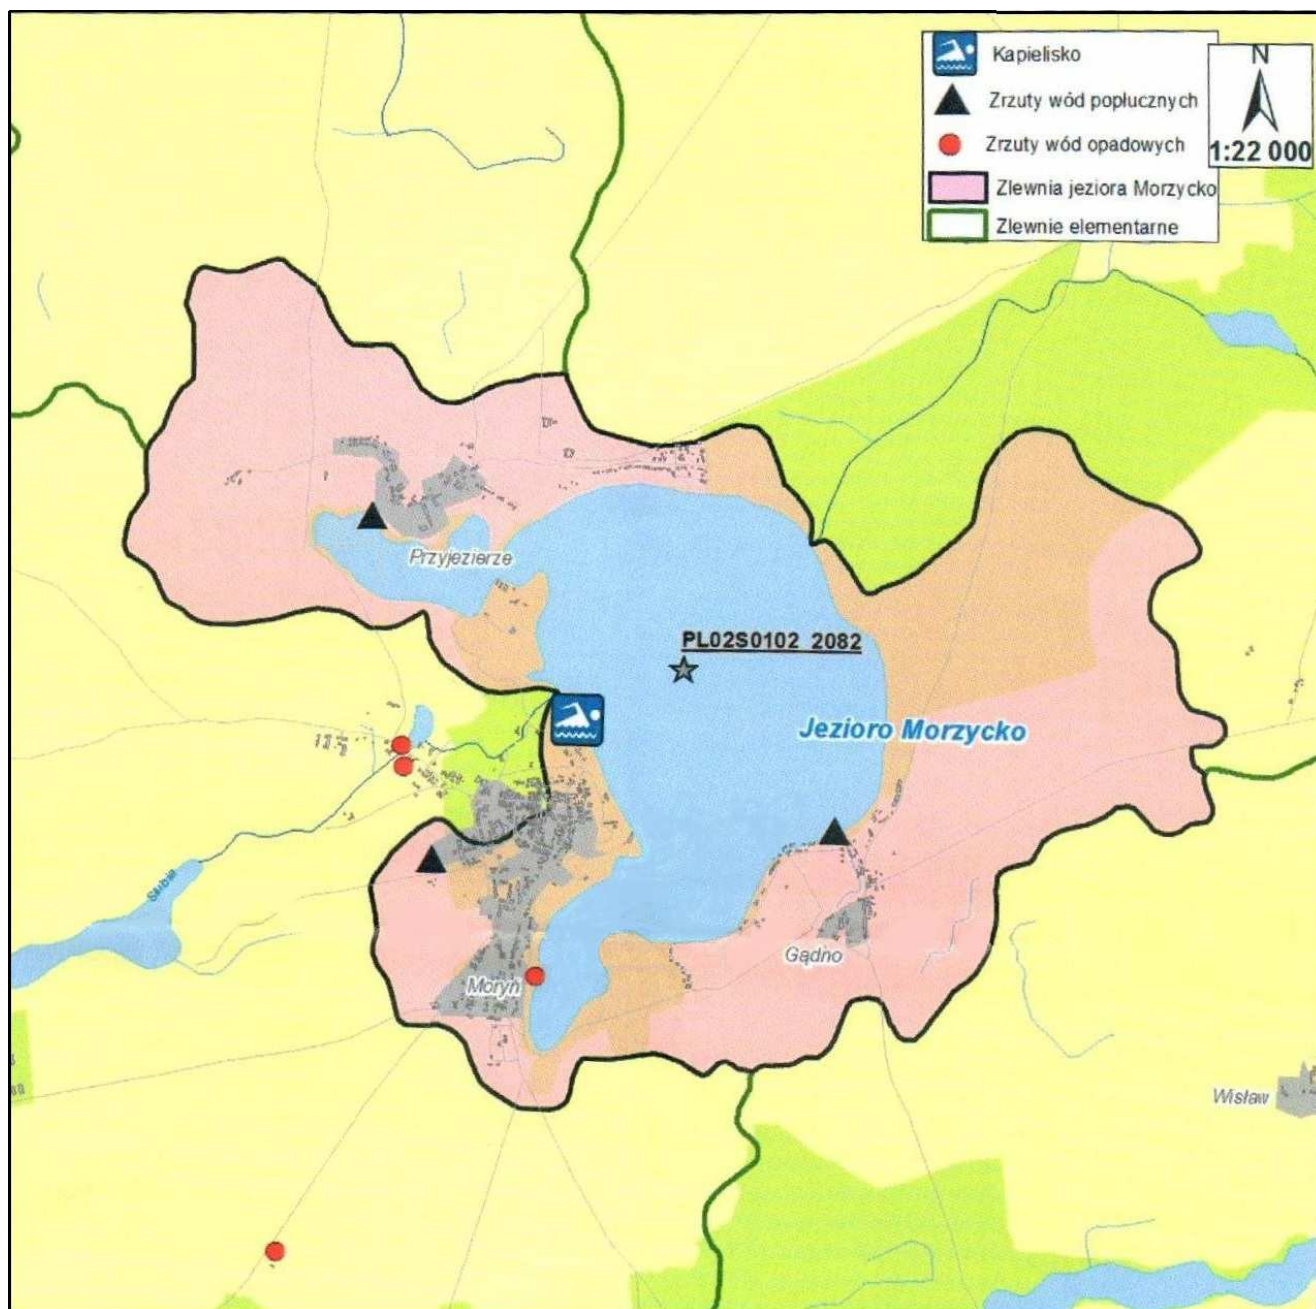 Kapielisko
N
Zrzuty wód popłucznych
Zrzuty wód opadowych
1:22 000
Zlewnia jeziora Morzycko
Zlewnie elementarne
Przyjezierze
PL02S0102_2082
Jezioro Morzycko
Gądno
Moryń
Wisław